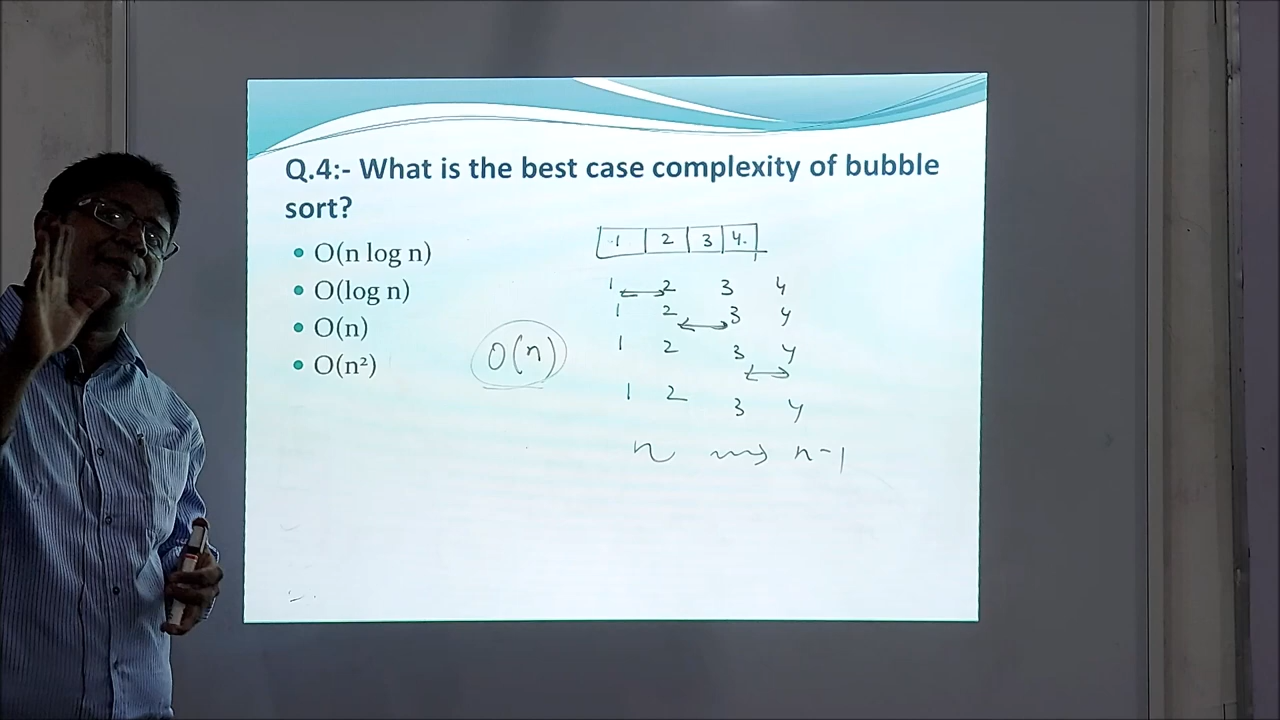 Q.4:- What is the best case complexity of bubble
sort?
• O(n log n)
• O(log n)
• O(n)
• O(n²)
O(n)
1 2 3 4.
1 2 3 4
1 2 3 4
1 2 3 4
1 2 3 4
n → n-1